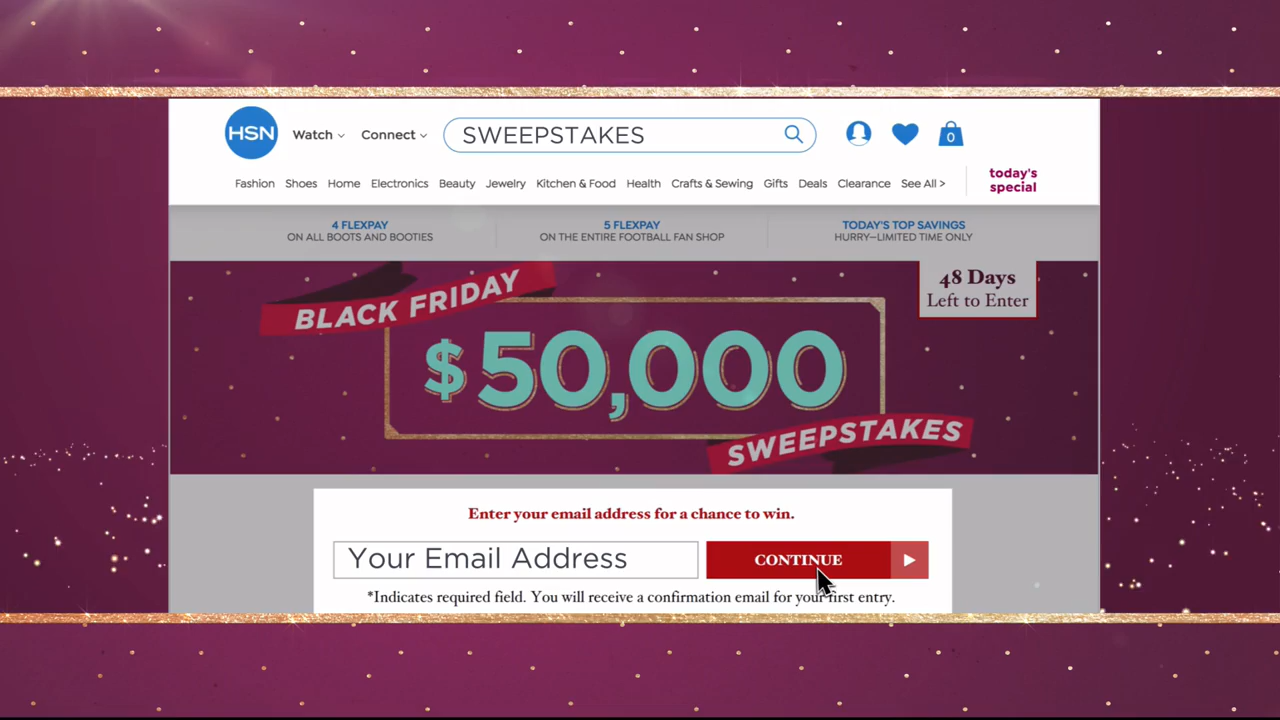 HSN Watch Connect SWEEPSTAKES 0
Fashion Shoes Home Electronics Beauty Jewelry Kitchen & Food Health Crafts & Sewing Gifts Deals Clearance See All >
today's
special
4 FLEXPAY
ON ALL BOOTS AND BOOTIES
5 FLEXPAY
ON THE ENTIRE FOOTBALL FAN SHOP
TODAY'S TOP SAVINGS
HURRY—LIMITED TIME ONLY
48 Days
Left to Enter
BLACK FRIDAY
$50,000
SWEEPSTAKES
Enter your email address for a chance to win.
Your Email Address CONTINUE
*Indicates required field. You will receive a confirmation email for your first entry.